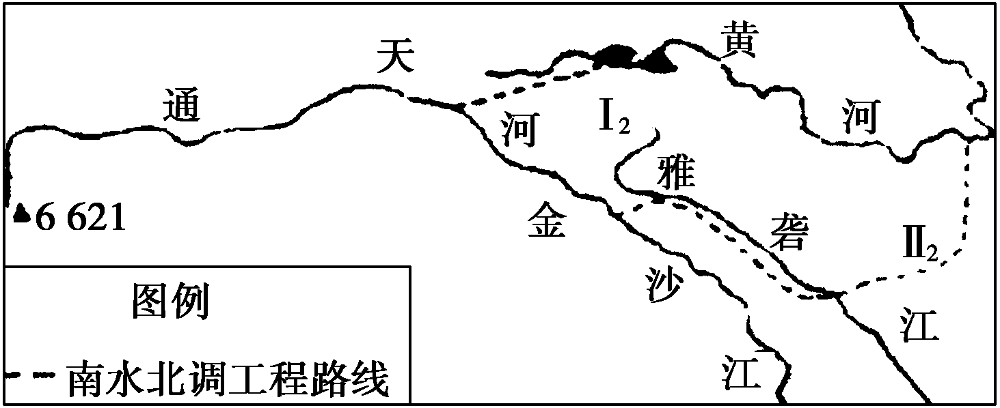 通天河
黄河
Ⅰ2
雅砻江
6 621
金沙江
Ⅱ2
图例
南水北调工程路线